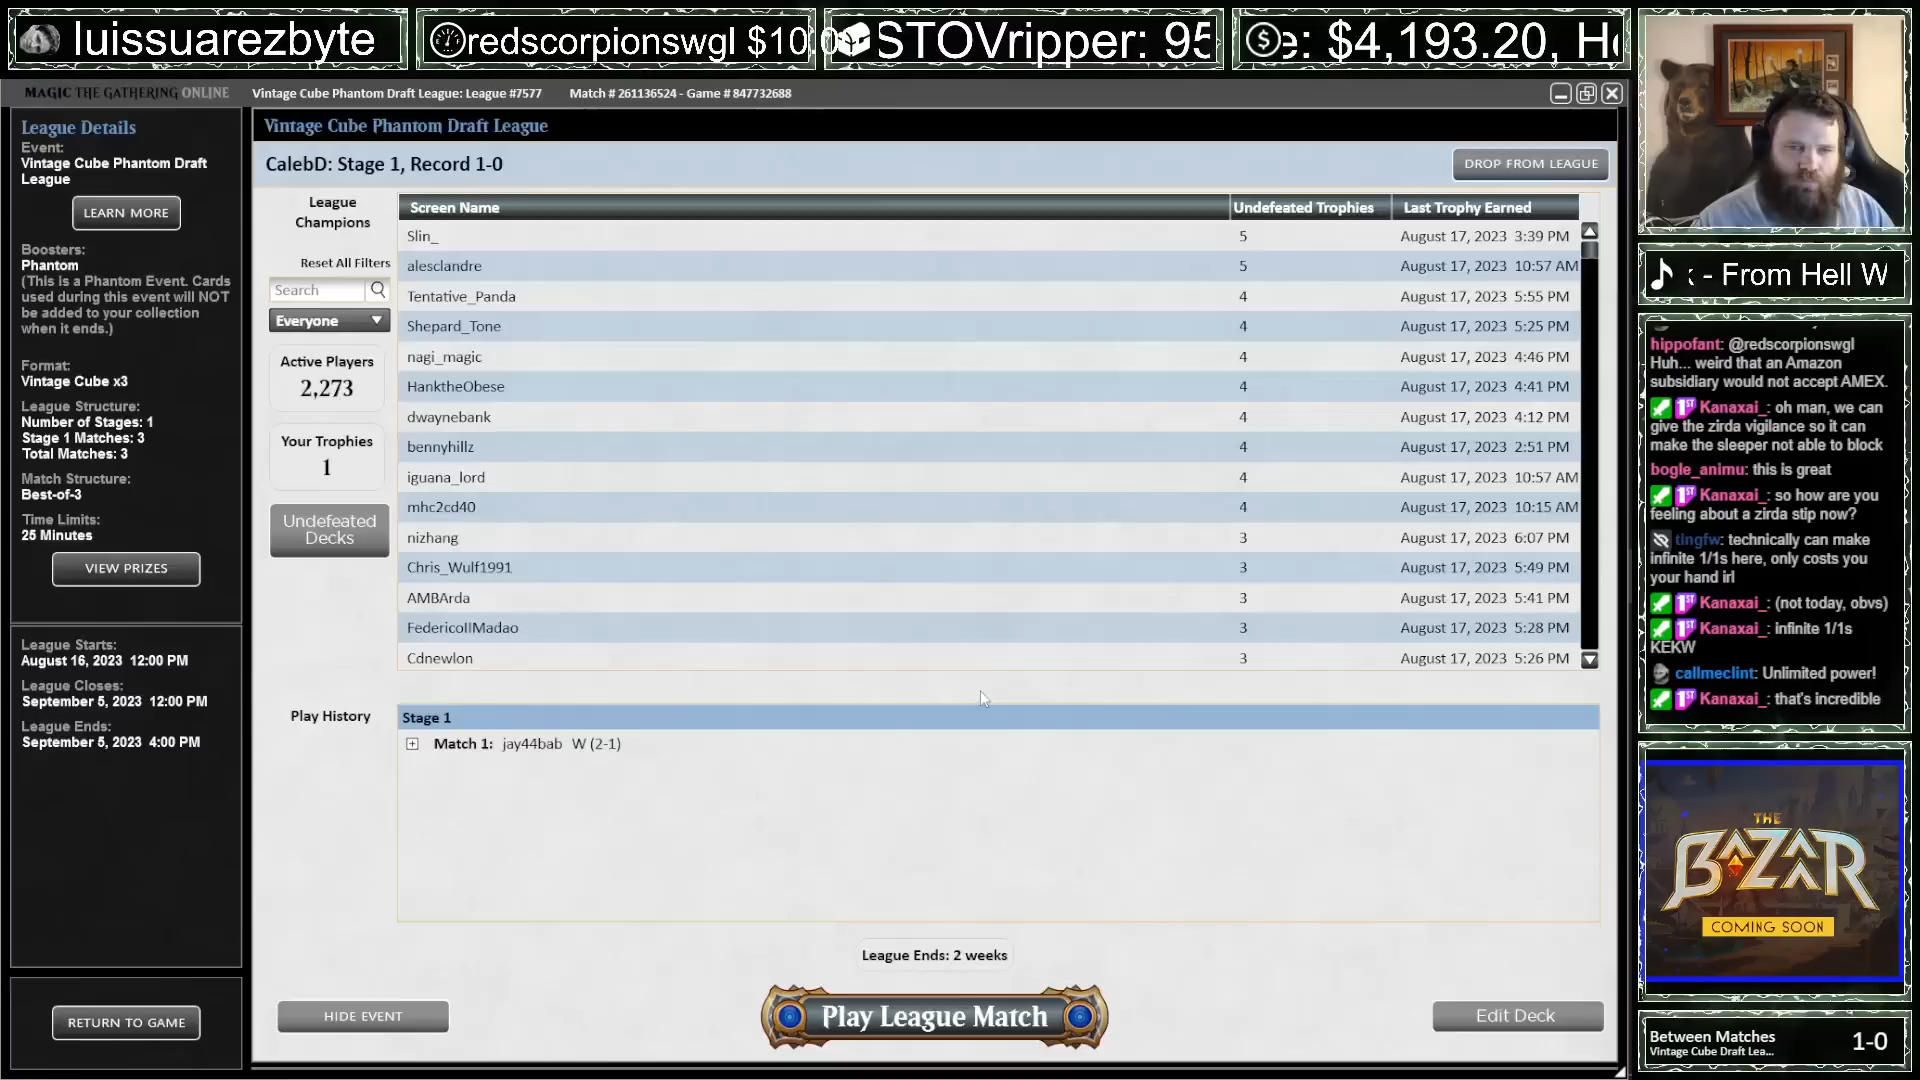 luissuarezbyte
redscorpionswgl $10.0
STOVripper: 95
e: $4,193.20, H
MAGIC THE GATHERING ONLINE
Vintage Cube Phantom Draft League: League #7577
Match # 261136524 - Game # 847732688
League Details
Event:
Vintage Cube Phantom Draft
League
LEARN MORE
Boosters:
Phantom
(This is a Phantom Event. Cards
used during this event will NOT
be added to your collection
when it ends.)
Format:
Vintage Cube x3
League Structure:
Number of Stages: 1
Stage 1 Matches: 3
Total Matches: 3
Match Structure:
Best-of-3
Time Limits:
25 Minutes
VIEW PRIZES
League Starts:
August 16, 2023 12:00 PM
League Closes:
September 5, 2023 12:00 PM
League Ends:
September 5, 2023 4:00 PM
RETURN TO GAME
Vintage Cube Phantom Draft League
CalebD: Stage 1, Record 1-0
DROP FROM LEAGUE
League
Champions
Reset All Filters
Search
Everyone
Active Players
2,273
Your Trophies
1
Undefeated
Decks
Screen Name Undefeated Trophies Last Trophy Earned
Slin_ 5 August 17, 2023 3:39 PM
alesclandre 5 August 17, 2023 10:57 AM
Tentative_Panda 4 August 17, 2023 5:55 PM
Shepard_Tone 4 August 17, 2023 5:25 PM
nagi_magic 4 August 17, 2023 4:46 PM
HanktheObese 4 August 17, 2023 4:41 PM
dwaynebank 4 August 17, 2023 4:12 PM
bennyhillz 4 August 17, 2023 2:51 PM
iguana_lord 4 August 17, 2023 10:57 AM
mhc2cd40 4 August 17, 2023 10:15 AM
nizhang 3 August 17, 2023 6:07 PM
Chris_Wulf1991 3 August 17, 2023 5:49 PM
AMBArda 3 August 17, 2023 5:41 PM
FedericoIIMadao 3 August 17, 2023 5:28 PM
Cdnewlon 3 August 17, 2023 5:26 PM
Play History
Stage 1
Match 1: jay44bab W (2-1)
League Ends: 2 weeks
HIDE EVENT
Play League Match
Edit Deck
- From Hell W
hippofant: @redscorpionswgl
Huh... weird that an Amazon
subsidiary would not accept AMEX.
1ST Kanaxai_: oh man, we can
give the zirda vigilance so it can
make the sleeper not able to block
bogle_animu: this is great
1ST Kanaxai_: so how are you
feeling about a zirda stip now?
tingfw: technically can make
infinite 1/1s here, only costs you
your hand irl
1ST Kanaxai_: (not today, obvs)
1ST Kanaxai_: infinite 1/1s
KEKW
callmeclint: Unlimited power!
1ST Kanaxai_: that's incredible
THE
BAZAAR
COMING SOON
Between Matches
Vintage Cube Draft Lea...
1-0